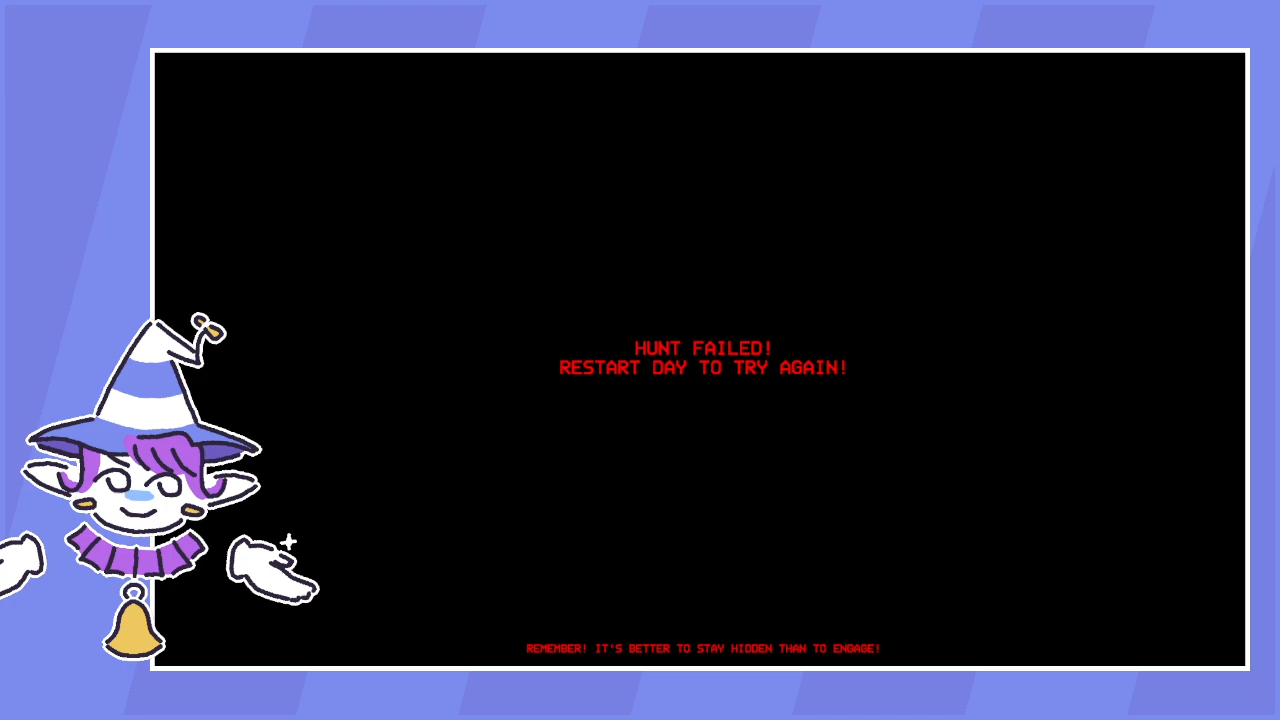 HUNT FAILED!
RESTART DAY TO TRY AGAIN!
REMEMBER! IT'S BETTER TO STAY HIDDEN THAN TO ENGAGE!